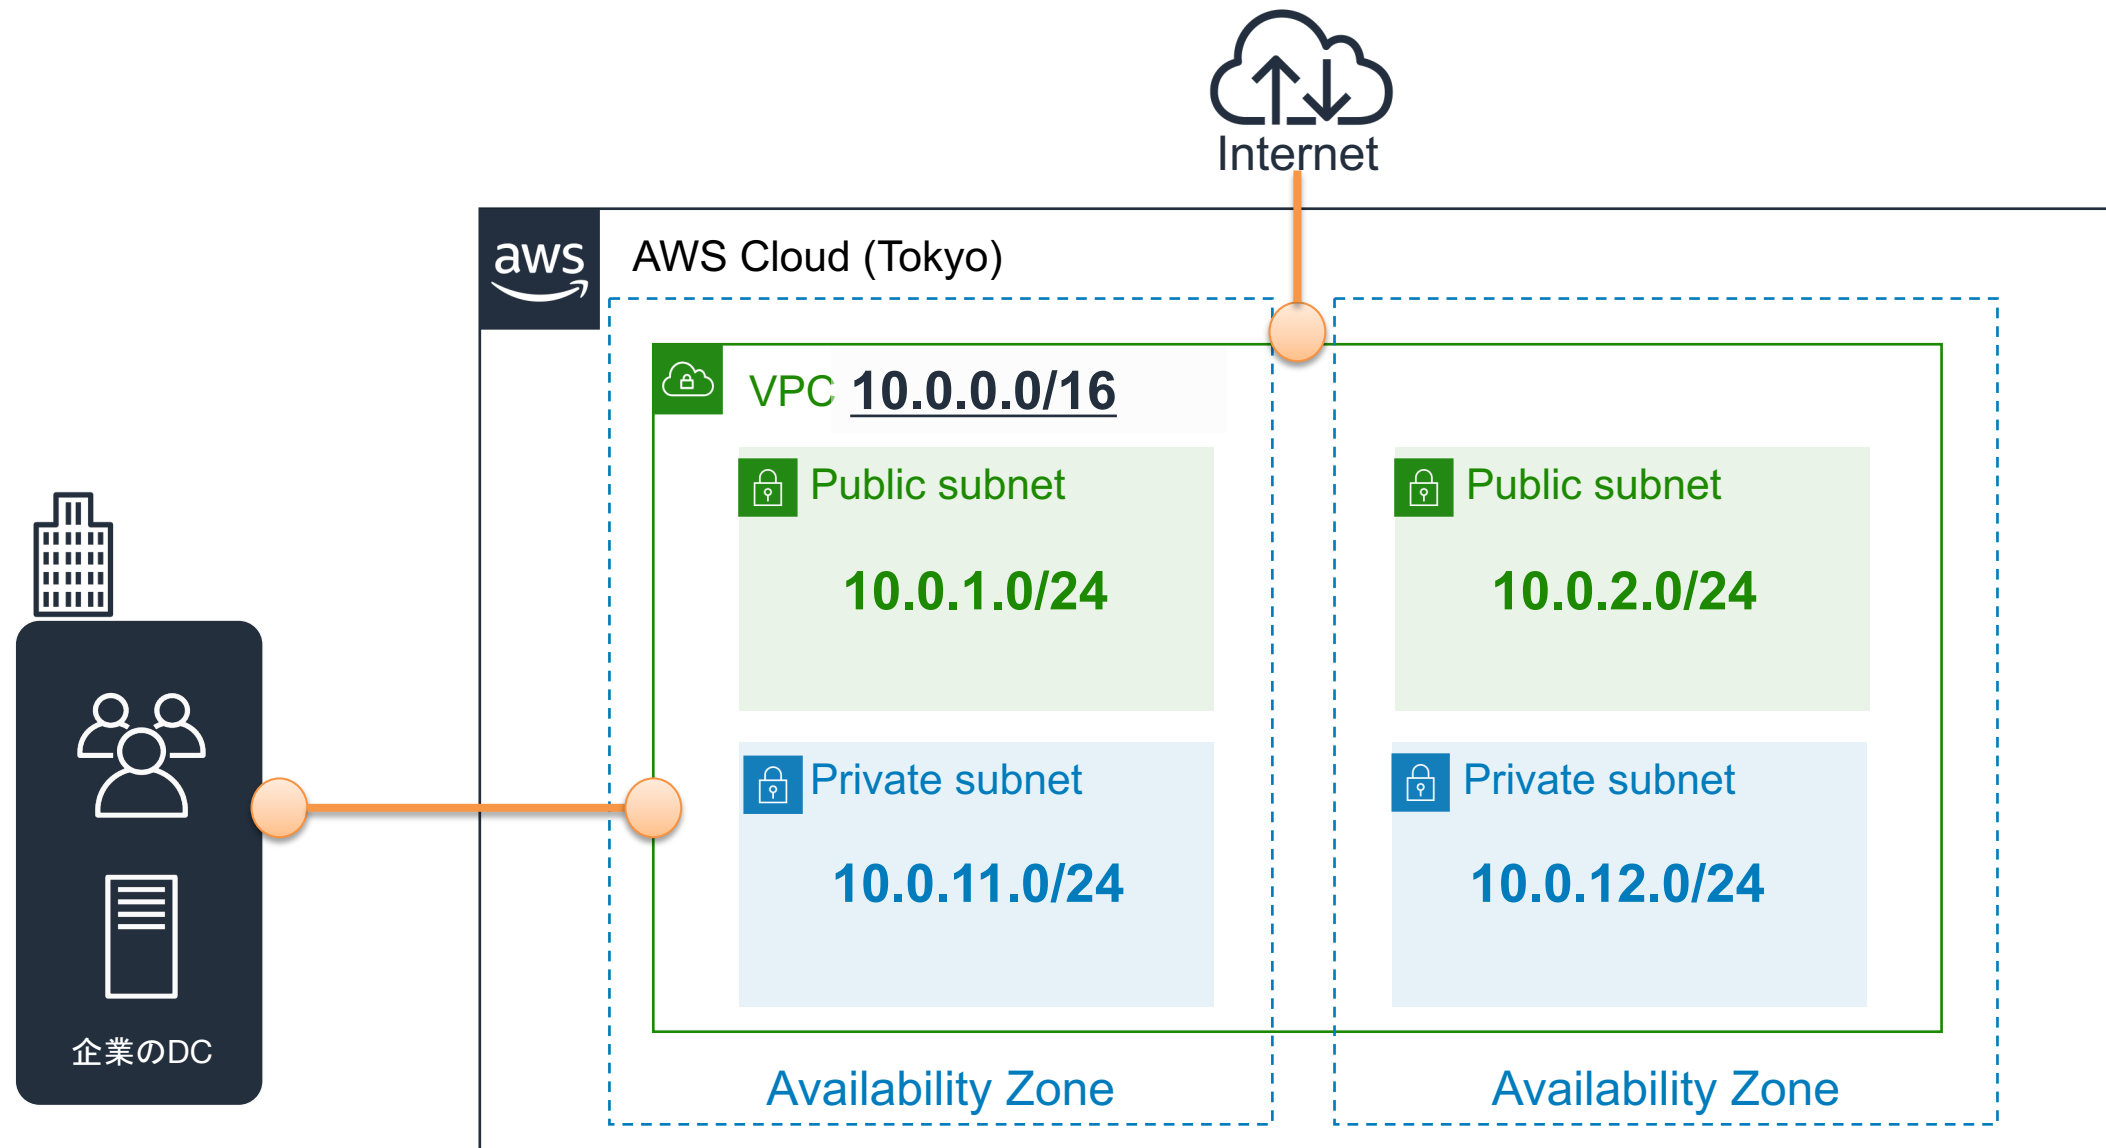 Internet
aws
AWS Cloud (Tokyo)
VPC 10.0.0.0/16
Public subnet
10.0.1.0/24
Public subnet
10.0.2.0/24
Private subnet
10.0.11.0/24
Private subnet
10.0.12.0/24
企業のDC
Availability Zone
Availability Zone